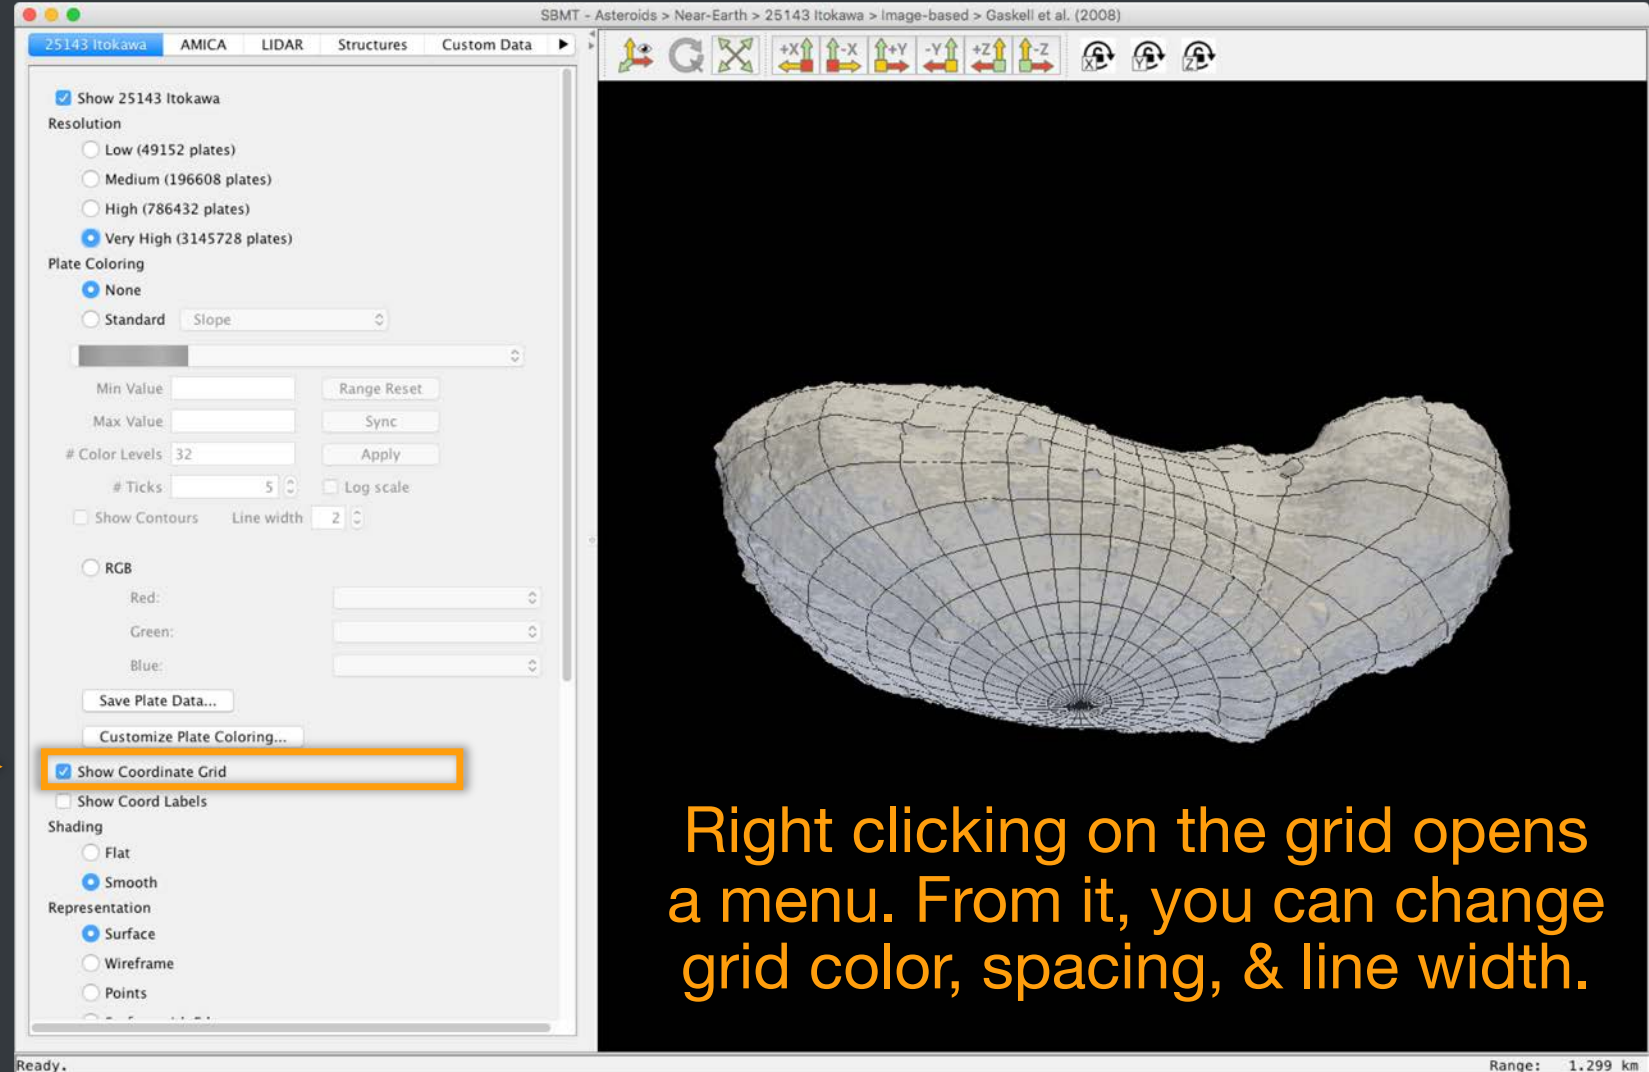 SBMT - Asteroids > Near-Earth > 25143 Itokawa > Image-based > Gaskell et al. (2008)
25143 Itokawa AMICA LIDAR Structures Custom Data
+X -X +Y -Y +Z -Z X Y Z
Show 25143 Itokawa
Resolution
Low (49152 plates)
Medium (196608 plates)
High (786432 plates)
Very High (3145728 plates)
Plate Coloring
None
Standard Slope
Min Value Range Reset
Max Value Sync
# Color Levels 32 Apply
# Ticks 5 Log scale
Show Contours Line width 2
RGB
Red:
Green:
Blue:
Save Plate Data...
Customize Plate Coloring...
Show Coordinate Grid
Show Coord Labels
Shading
Flat
Smooth
Representation
Surface
Wireframe
Points
Right clicking on the grid opens
a menu. From it, you can change
grid color, spacing, & line width.
Ready.
Range: 1.299 km